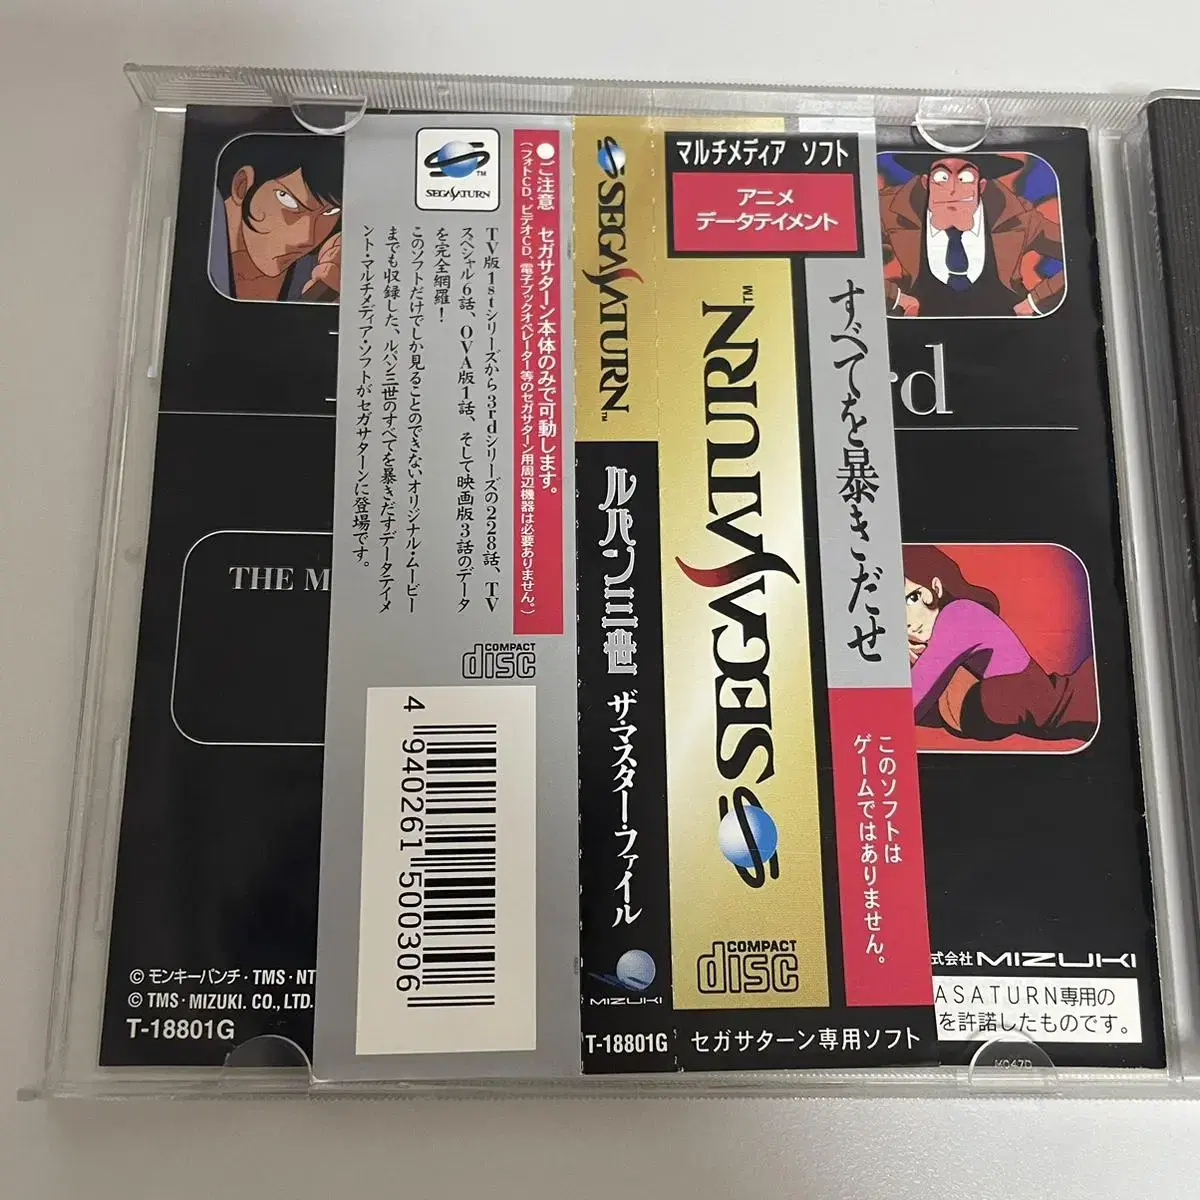 SEGASATURN™
● ご注意 セガサターン本体のみで可動します。
(フォトCD、ビデオCD、電子ブックオペレーター等のセガサターン用周辺機器は必要ありません。)
TV版1stシリーズから3rdシリーズの228話、TV
スペシャル6話、OVA版1話、そして映画版3話のデータ
を完全網羅!
このソフトだけでしか見ることのできないオリジナル・ムービー
までも収録した、ルパン三世のすべてを暴きだすデータテイメ
ント・マルチメディア・ソフトがセガサターンに登場です。
COMPACT
disc
4 940261 500306
THE M
© モンキーパンチ・TMS・NT
© TMS・MIZUKI. CO., LTD.
T-18801G
SEGASATURN™
ルパン三世 ザ・マスター・ファイル
MIZUKI
T-18801G
マルチメディア ソフト
アニメ
データテイメント
SEGASATURN™
すべてを暴きだせ
このソフトは
ゲームではありません。
COMPACT
disc
セガサターン専用ソフト
rd
式会社 MIZUKI
ASATURN専用の
を許諾したものです。